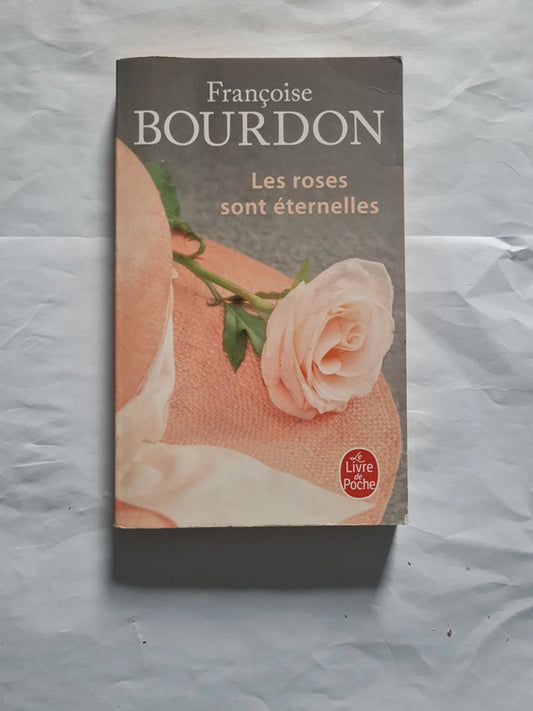 Françoise
BOURDON
Les roses
sont éternelles
Le
Livre
de
Poche